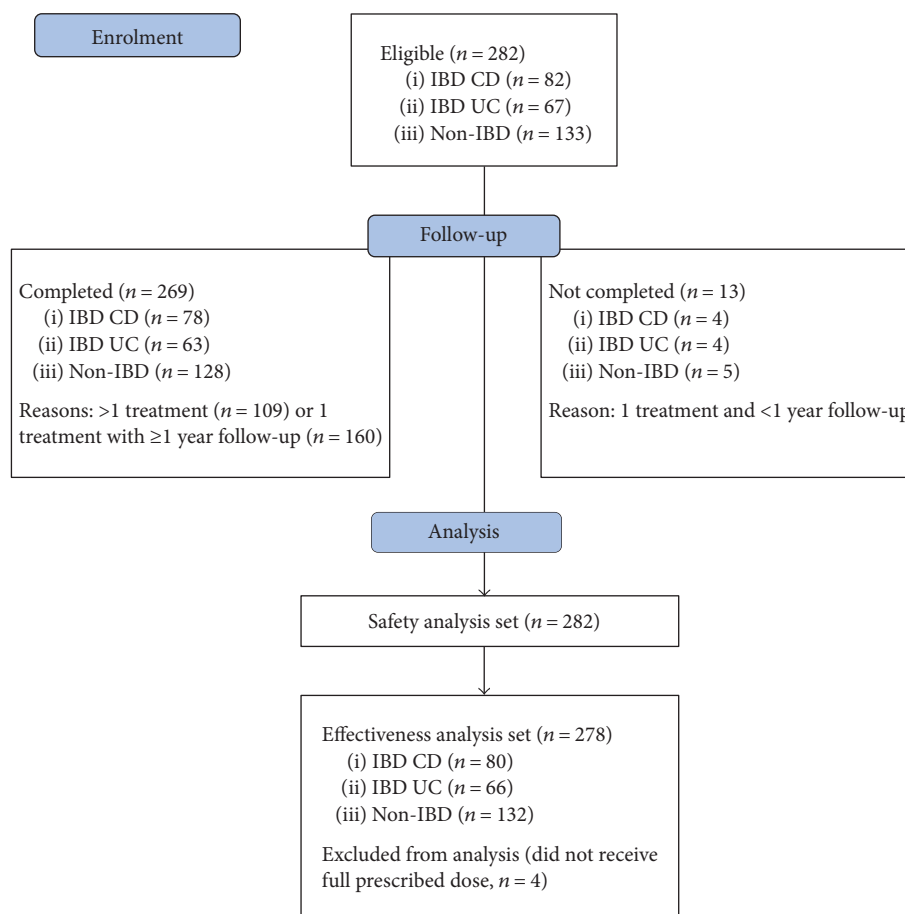 Enrolment
Eligible (n = 282)
(i) IBD CD (n = 82)
(ii) IBD UC (n = 67)
(iii) Non-IBD (n = 133)
Follow-up
Completed (n = 269)
(i) IBD CD (n = 78)
(ii) IBD UC (n = 63)
(iii) Non-IBD (n = 128)
Reasons: >1 treatment (n = 109) or 1
treatment with ≥1 year follow-up (n = 160)
Not completed (n = 13)
(i) IBD CD (n = 4)
(ii) IBD UC (n = 4)
(iii) Non-IBD (n = 5)
Reason: 1 treatment and <1 year follow-up
Analysis
Safety analysis set (n = 282)
Effectiveness analysis set (n = 278)
(i) IBD CD (n = 80)
(ii) IBD UC (n = 66)
(iii) Non-IBD (n = 132)
Excluded from analysis (did not receive
full prescribed dose, n = 4)